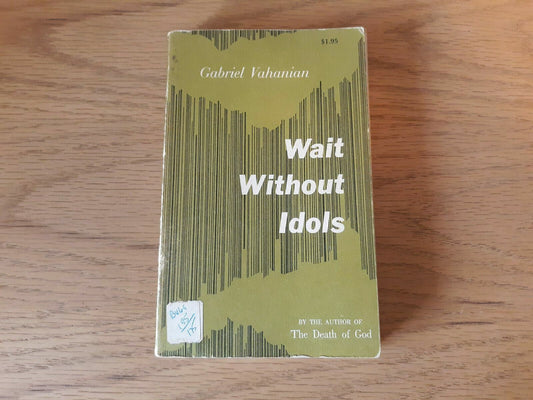 $1.95
Gabriel Vahanian
Wait
Without
Idols
BY THE AUTHOR OF
The Death of God